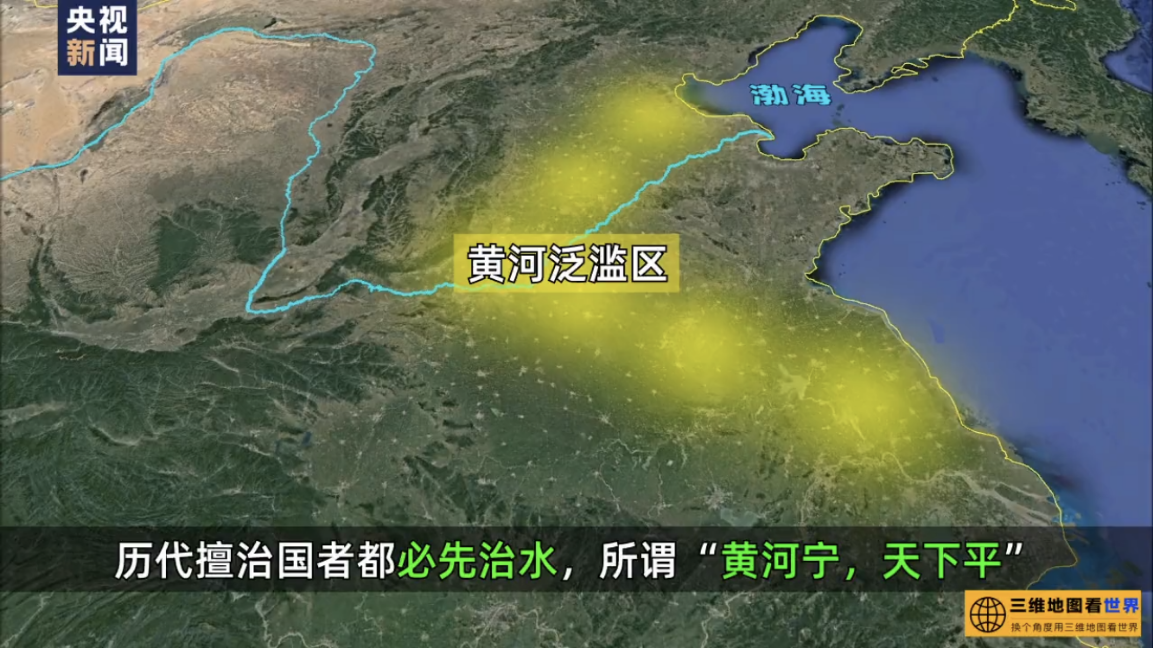 央视
新闻
渤海
黄河泛滥区
历代擅治国者都必先治水，所谓“黄河宁，天下平”
三维地图看世界
换个角度用三维地图看世界